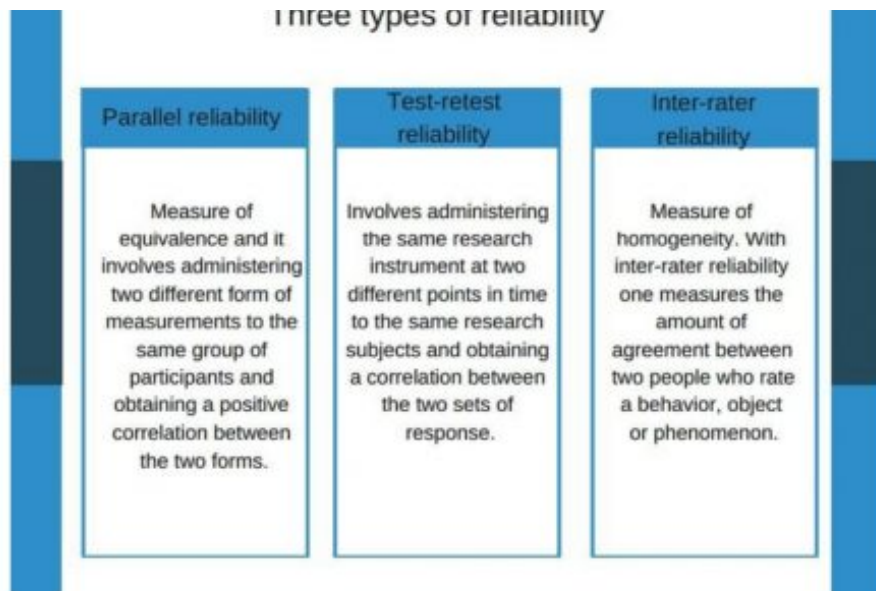 Three types of reliability
Parallel reliability
Measure of
equivalence and it
involves administering
two different form of
measurements to the
same group of
participants and
obtaining a positive
correlation between
the two forms.
Test-retest
reliability
Involves administering
the same research
instrument at two
different points in time
to the same research
subjects and obtaining
a correlation between
the two sets of
response.
Inter-rater
reliability
Measure of
homogeneity. With
inter-rater reliability
one measures the
amount of
agreement between
two people who rate
a behavior, object
or phenomenon.